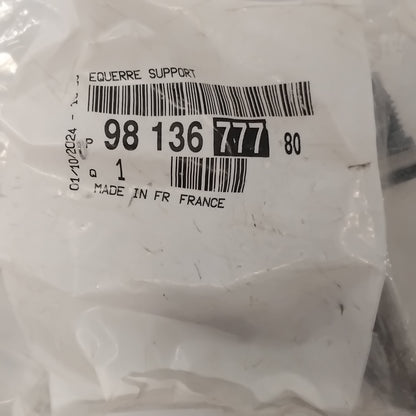 EQUERRE SUPPORT
P 98 136 777 80
D 1
MADE IN FR FRANCE
01/10/2024 -